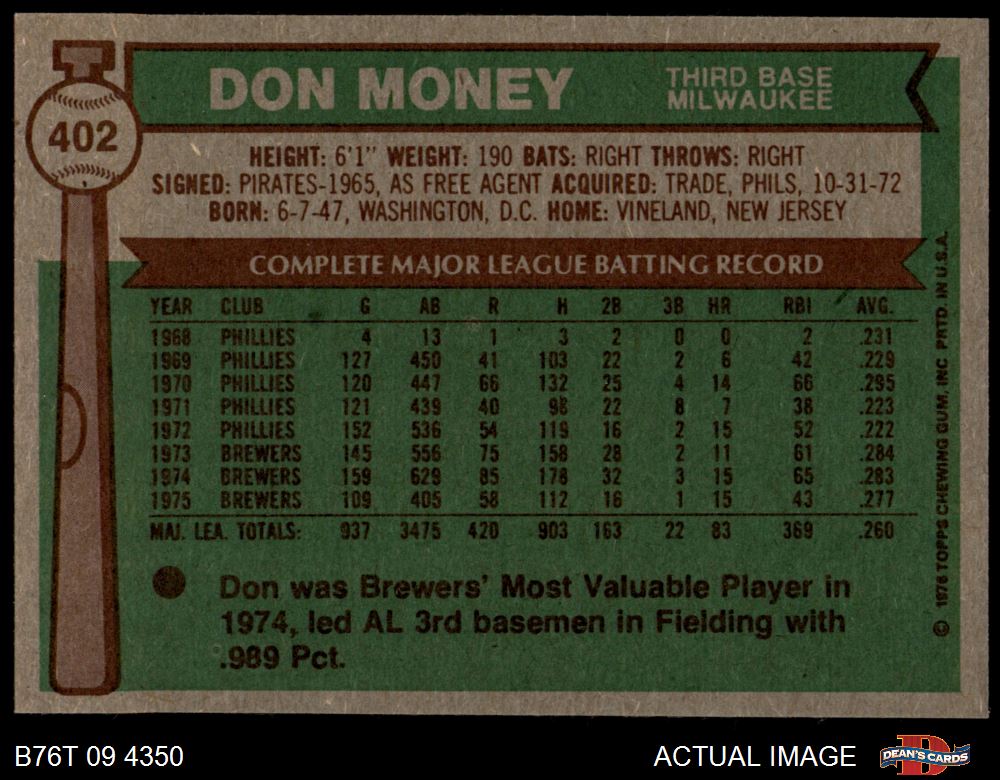 T
DON MONEY
THIRD BASE
MILWAUKEE
402
HEIGHT: 6'1" WEIGHT: 190 BATS: RIGHT THROWS: RIGHT
SIGNED: PIRATES-1965, AS FREE AGENT ACQUIRED: TRADE, PHILS, 10-31-72
BORN: 6-7-47, WASHINGTON, D.C. HOME: VINELAND, NEW JERSEY
COMPLETE MAJOR LEAGUE BATTING RECORD
YEAR CLUB G AB R H 2B 3B HR RBI AVG.
1968 PHILLIES 4 13 1 3 2 0 0 2 .231
1969 PHILLIES 127 450 41 103 22 2 6 42 .229
1970 PHILLIES 120 447 66 132 25 4 14 66 .295
1971 PHILLIES 121 439 40 98 22 8 7 38 .223
1972 PHILLIES 152 536 54 119 16 2 15 52 .222
1973 BREWERS 145 556 75 158 28 2 11 61 .284
1974 BREWERS 159 629 85 178 32 3 15 65 .283
1975 BREWERS 109 405 58 112 16 1 15 43 .277
MAJ. LEA. TOTALS: 937 3475 420 903 163 22 83 369 .260
Don was Brewers' Most Valuable Player in
1974, led AL 3rd basemen in Fielding with
.989 Pct.
© 1976 TOPPS CHEWING GUM, INC. PRTD. IN U.S.A.
B76T 09 4350
ACTUAL IMAGE
D
DEAN'S CARDS